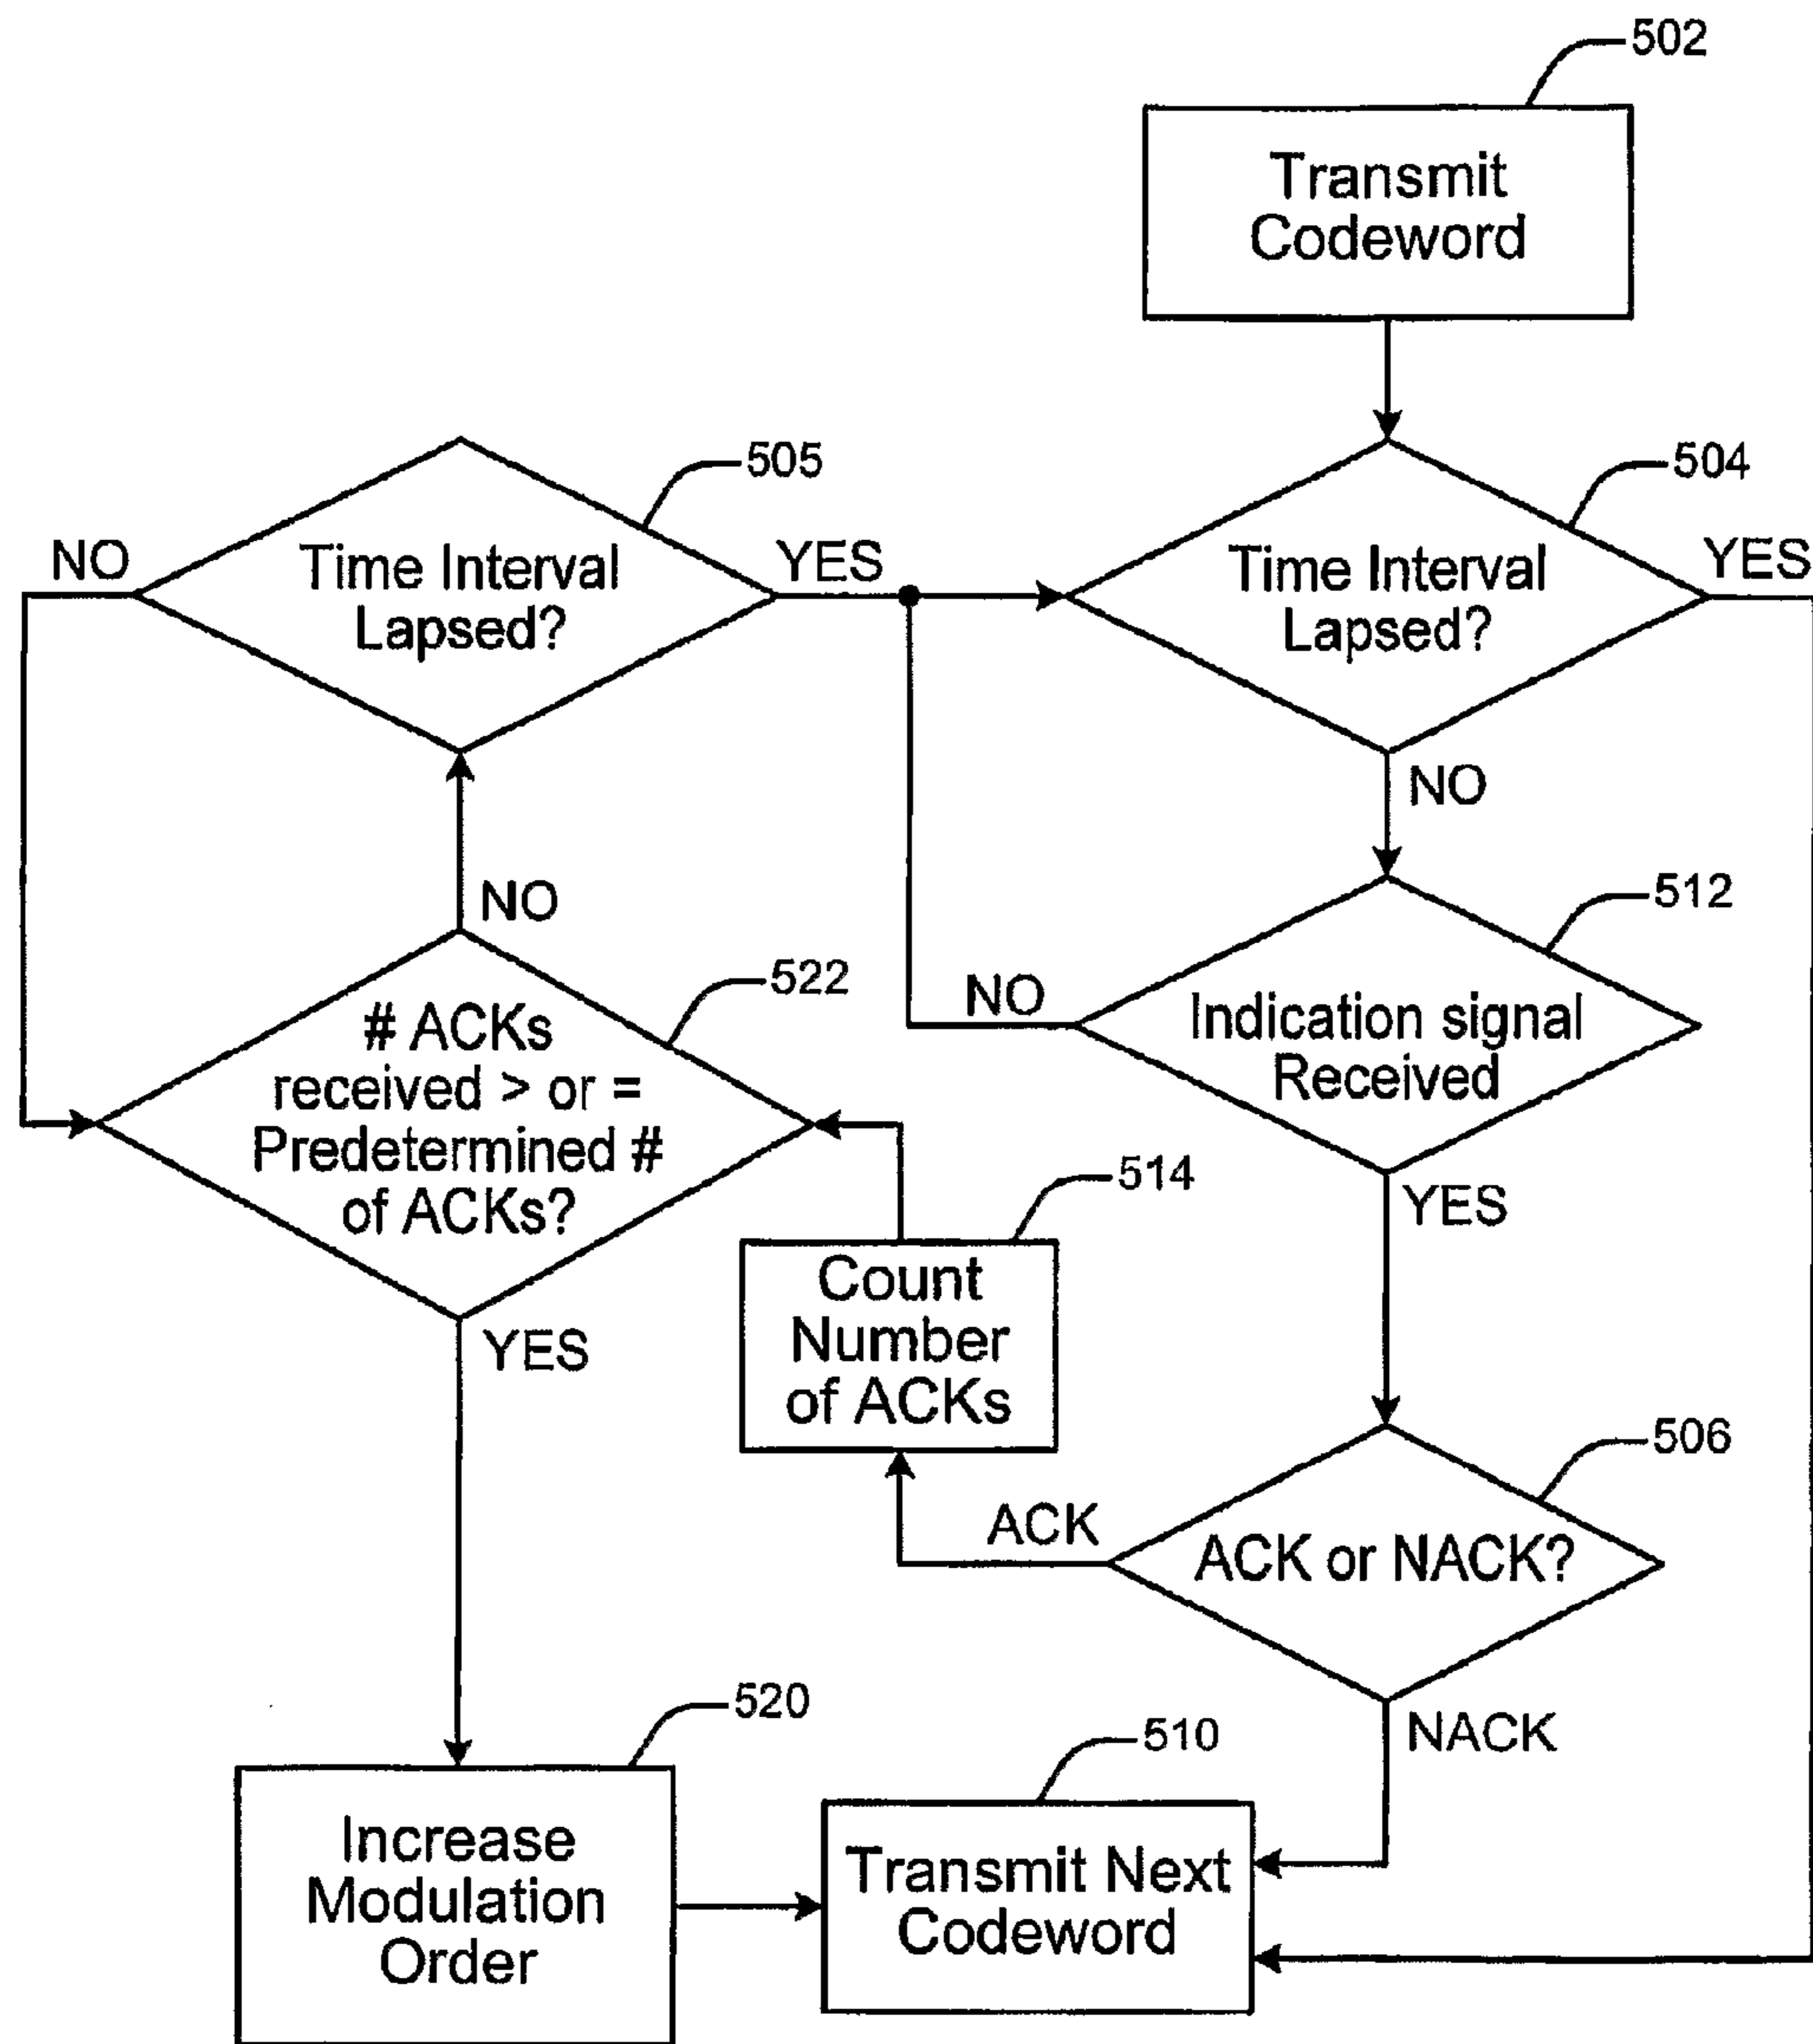 502
Transmit
Codeword
505
504
NO
Time Interval
Lapsed?
YES
Time Interval
Lapsed?
YES
NO
NO
512
522
# ACKs
received > or =
Predetermined #
of ACKs?
NO
Indication signal
Received
514
YES
Count
Number
of ACKs
YES
506
ACK
ACK or NACK?
520
510
NACK
Increase
Modulation
Order
Transmit Next
Codeword